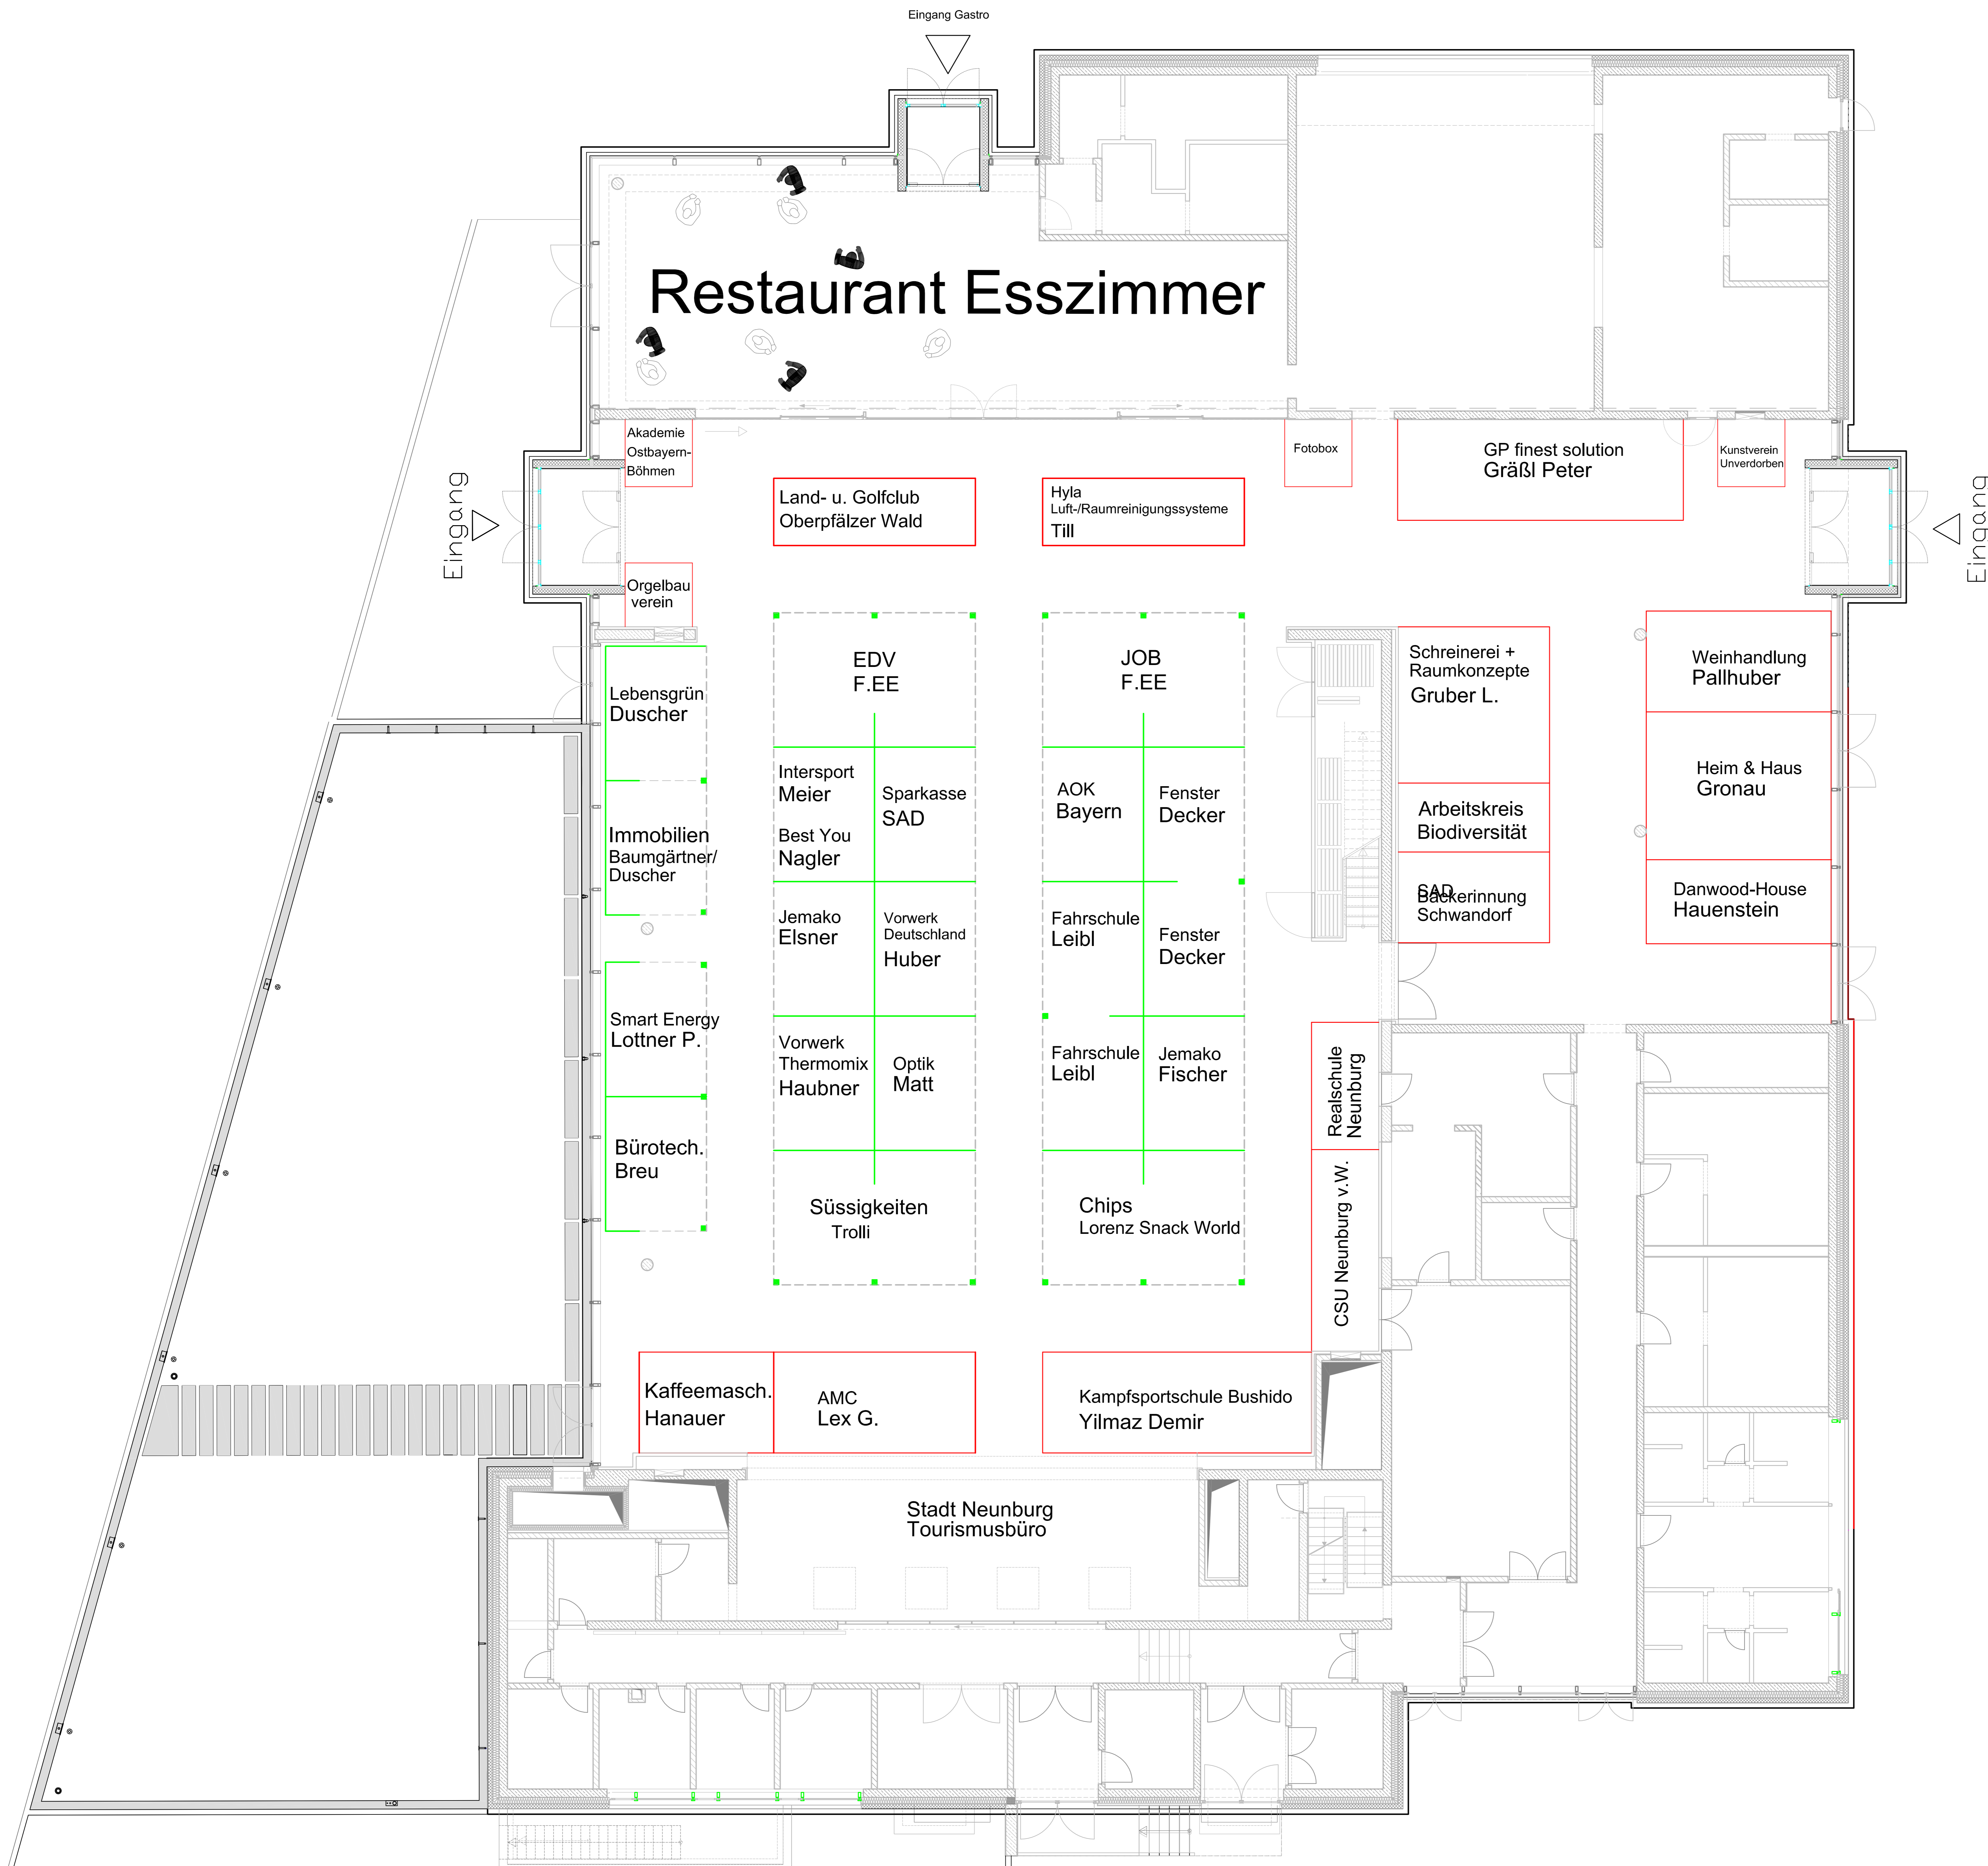 Eingang Gastro
Restaurant Esszimmer
Akademie
Ostbayern-
Böhmen
Fotobox
GP finest solution
Gräßl Peter
Kunstverein
Unverdorben
Eingang
Land- u. Golfclub
Oberpfälzer Wald
Hyla
Luft-/Raumreinigungssysteme
Till
Eingang
Orgelbau
verein
EDV
F.EE
JOB
F.EE
Schreinerei +
Raumkonzepte
Gruber L.
Weinhandlung
Pallhuber
Lebensgrün
Duscher
Intersport
Meier
Best You
Nagler
Sparkasse
SAD
AOK
Bayern
Fenster
Decker
Heim & Haus
Gronau
Arbeitskreis
Biodiversität
Immobilien
Baumgärtner/
Duscher
SAD
Bäckerinnung
Schwandorf
Danwood-House
Hauenstein
Jemako
Elsner
Vorwerk
Deutschland
Huber
Fahrschule
Leibl
Fenster
Decker
Smart Energy
Lottner P.
Vorwerk
Thermomix
Haubner
Optik
Matt
Fahrschule
Leibl
Jemako
Fischer
Realschule
Neunburg
Bürotech.
Breu
Süssigkeiten
Trolli
Chips
Lorenz Snack World
CSU Neunburg v.W.
Kaffeemasch.
Hanauer
AMC
Lex G.
Kampfsportschule Bushido
Yilmaz Demir
Stadt Neunburg
Tourismusbüro